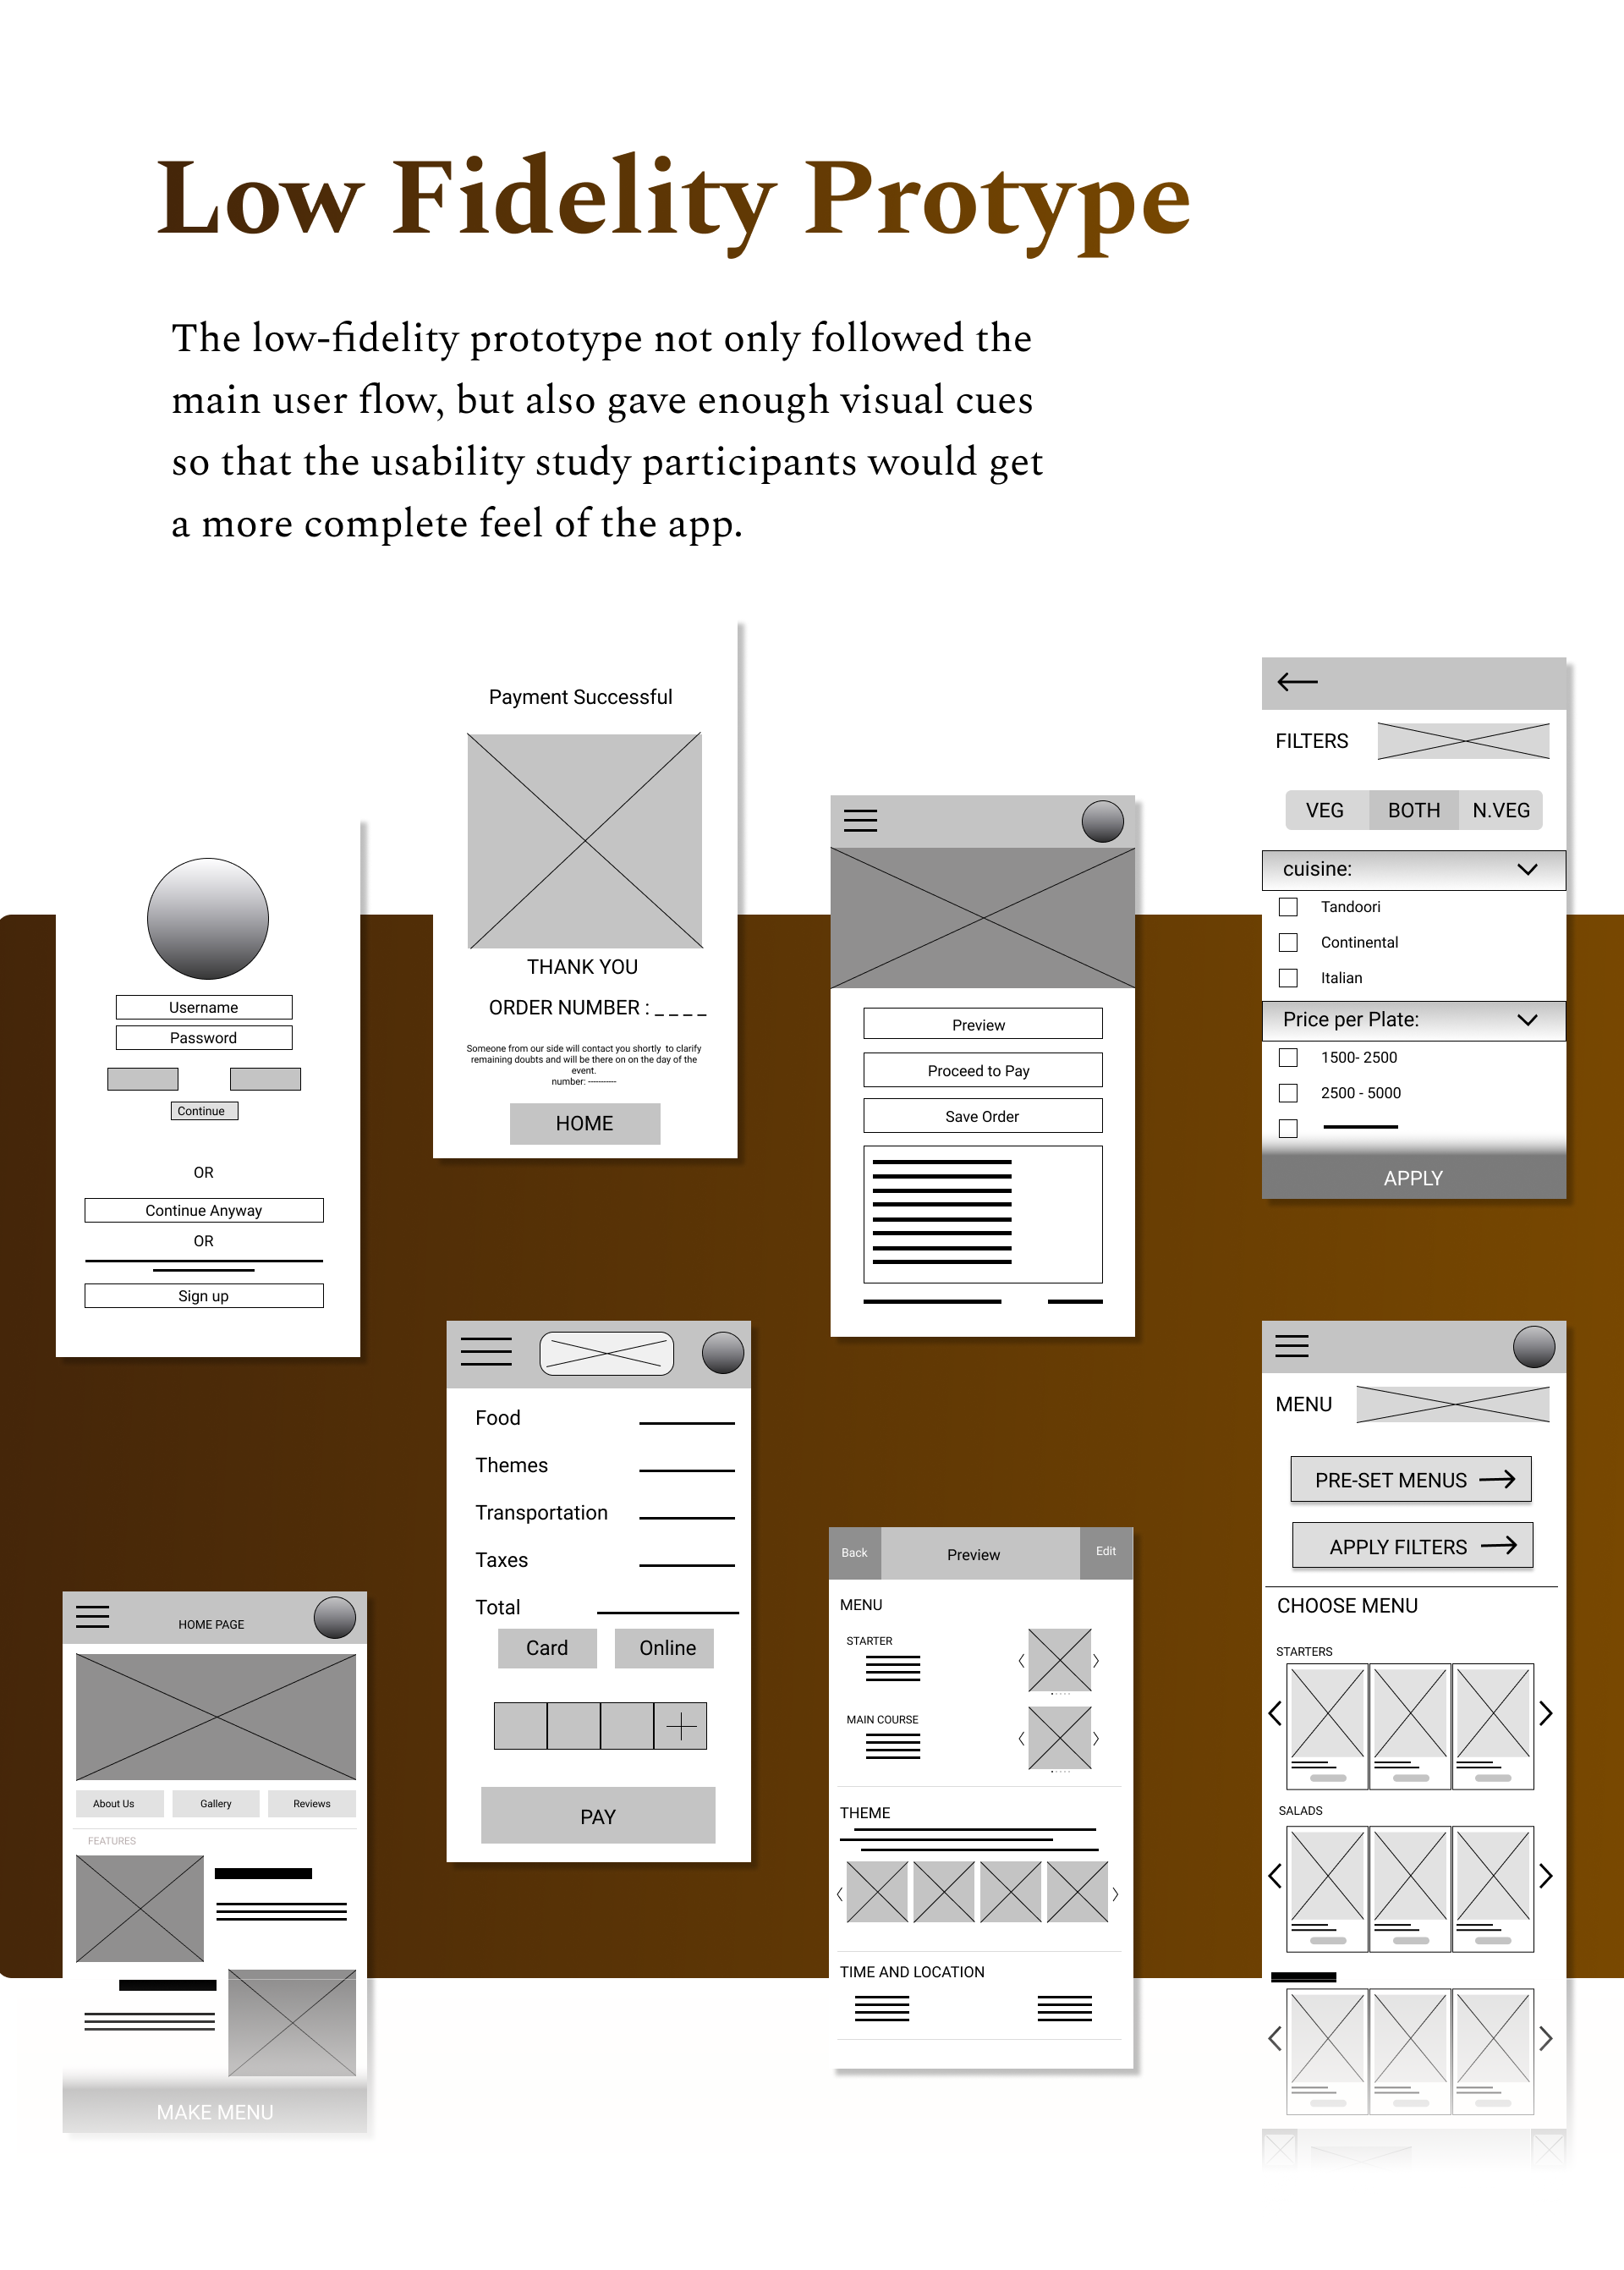 Low Fidelity Protype
The low-fidelity prototype not only followed the
main user flow, but also gave enough visual cues
so that the usability study participants would get
a more complete feel of the app.
Username
Password
Continue
OR
Continue Anyway
OR
Sign up
Payment Successful
THANK YOU
ORDER NUMBER : _ _ _ _
Someone from our side will contact you shortly to clarify
remaining doubts and will be there on on the day of the
event.
number: -----------
HOME
Preview
Proceed to Pay
Save Order
FILTERS
VEG BOTH N.VEG
cuisine:
Tandoori
Continental
Italian
Price per Plate:
1500- 2500
2500 - 5000
APPLY
HOME PAGE
About Us Gallery Reviews
FEATURES
MAKE MENU
Food
Themes
Transportation
Taxes
Total
Card Online
PAY
Back Preview Edit
MENU
STARTER
MAIN COURSE
THEME
TIME AND LOCATION
MENU
PRE-SET MENUS
APPLY FILTERS
CHOOSE MENU
STARTERS
SALADS